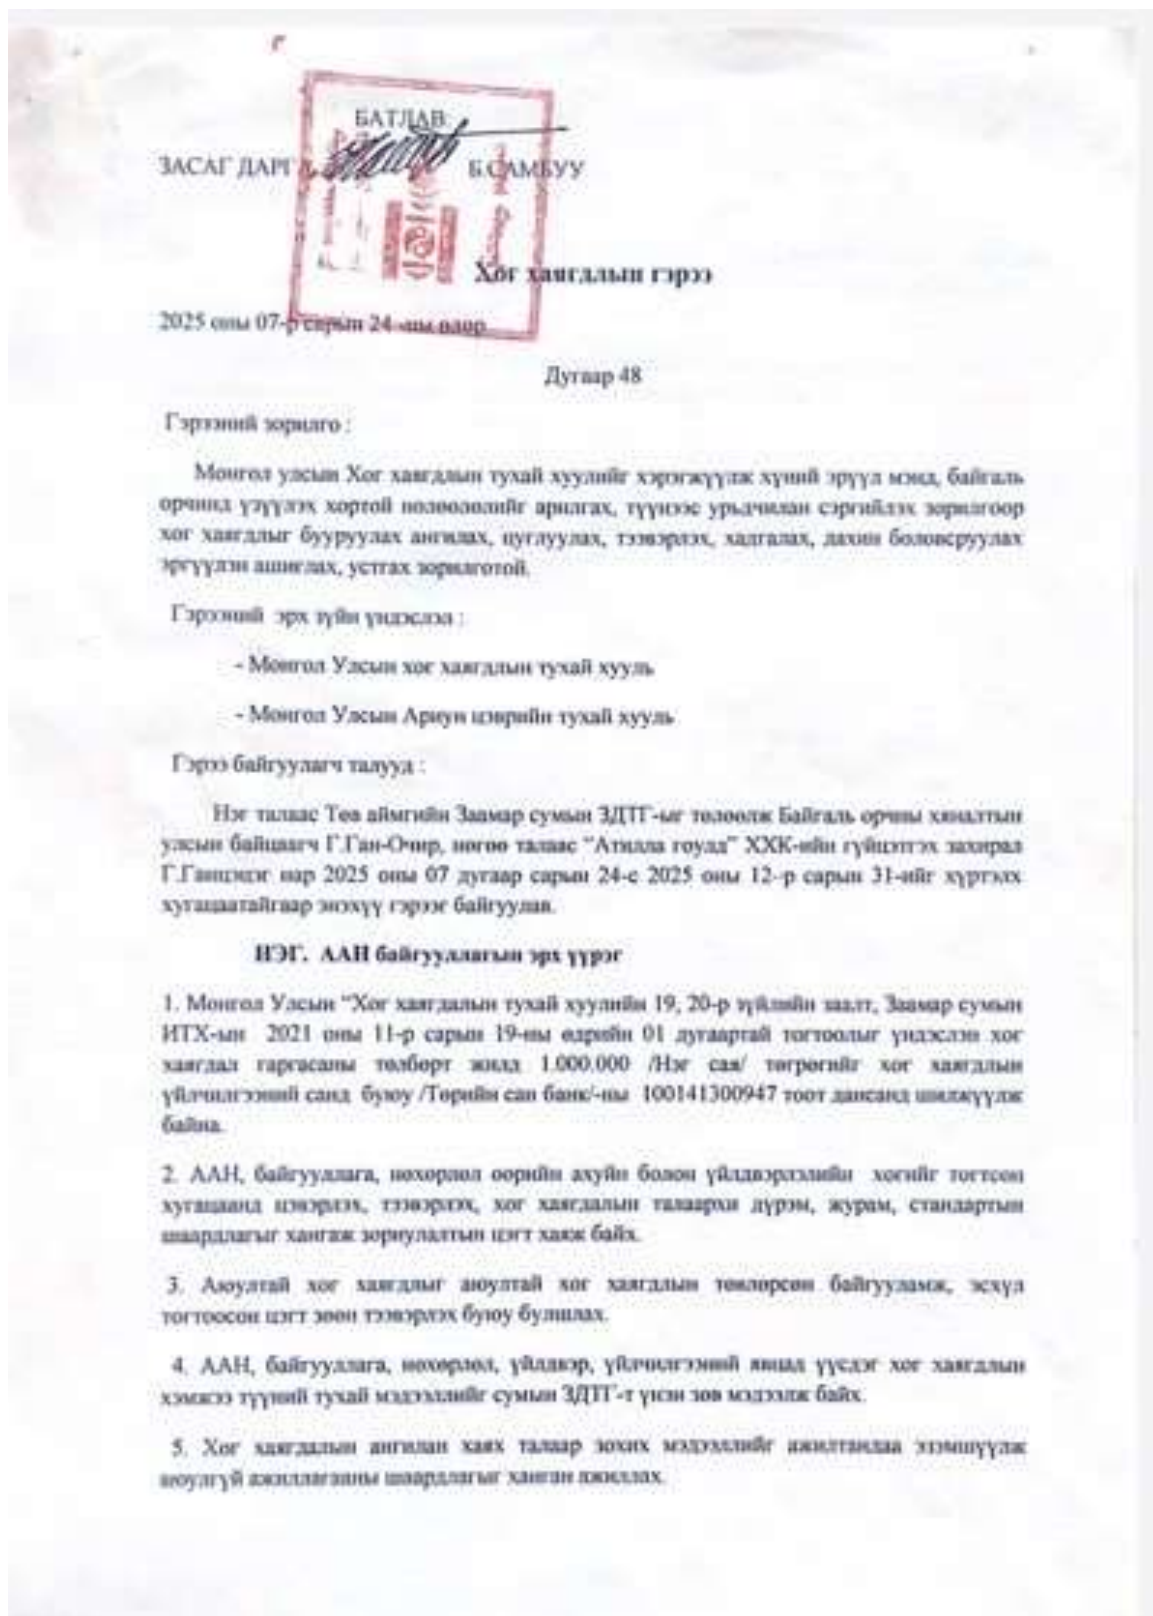 БАТЛАВ
ЗАСАГ ДАРГА Б.САМБУУ
Хог хаягдлын гэрээ
2025 оны 07-р сарын 24 -ны өдөр
Дугаар 48
Гэрээний зорилго :
Монгол улсын Хог хаягдлын тухай хуулийг хэрэгжүүлж хүний эрүүл мэнд, байгаль
орчинд үзүүлэх хортой нөлөөлөлийг арилгах, түүнээс урьдчилан сэргийлэх зорилгоор
хог хаягдлыг бууруулах ангилах, цуглуулах, тээвэрлэх, хадгалах, дахин боловсруулах
эргүүлэн ашиглах, устгах зорилготой.
Гэрээний эрх зүйн үндэслэл :
- Монгол Улсын хог хаягдлын тухай хууль
- Монгол Улсын Ариун цэврийн тухай хууль
Гэрээ байгуулагч талууд :
Нэг талаас Төв аймгийн Заамар сумын ЗДТГ-ыг төлөөлж Байгаль орчны хяналтын
улсын байцаагч Г.Ган-Очир, нөгөө талаас "Атилла гоулд" ХХК-ийн гүйцэтгэх захирал
Г.Ганцэцэг нар 2025 оны 07 дугаар сарын 24-с 2025 оны 12-р сарын 31-ийг хүртэлх
хугацаатайгаар энэхүү гэрээг байгуулав.
НЭГ. ААН байгууллагын эрх үүрэг
1. Монгол Улсын "Хог хаягдалын тухай хуулийн 19, 20-р зүйлийн заалт, Заамар сумын
ИТХ-ын 2021 оны 11-р сарын 19-ны өдрийн 01 дугаартай тогтоолыг үндэслэн хог
хаягдал гаргасаны төлбөрт жилд 1.000.000 /Нэг сая/ төгрөгийг хог хаягдлын
үйлчилгээний санд буюу /Төрийн сан банк/-ны 100141300947 тоот дансанд шилжүүлж
байна.
2. ААН, байгууллага, нөхөрлөл өөрийн ахуйн болон үйлдвэрлэлийн хогийг тогтсон
хугацаанд цэвэрлэх, тээвэрлэх, хог хаягдалын талаархи дүрэм, журам, стандартын
шаардлагыг хангаж зориулалтын цэгт хаяж байх.
3. Аюултай хог хаягдлыг аюултай хог хаягдлын төвлөрсөн байгууламж, эсхүл
тогтоосон цэгт зөөн тээвэрлэх буюу булшлах.
4. ААН, байгууллага, нөхөрлөл, үйлдвэр, үйлчилгээний явцад үүсдэг хог хаягдлын
хэмжээ түүний тухай мэдээллийг сумын ЗДТГ-т үнэн зөв мэдээлж байх.
5. Хог хаягдалын ангилан хаях талаар зохих мэдээллийг ажилтандаа эзэмшүүлж
аюулгүй ажиллагааны шаардлагыг ханган ажиллах.